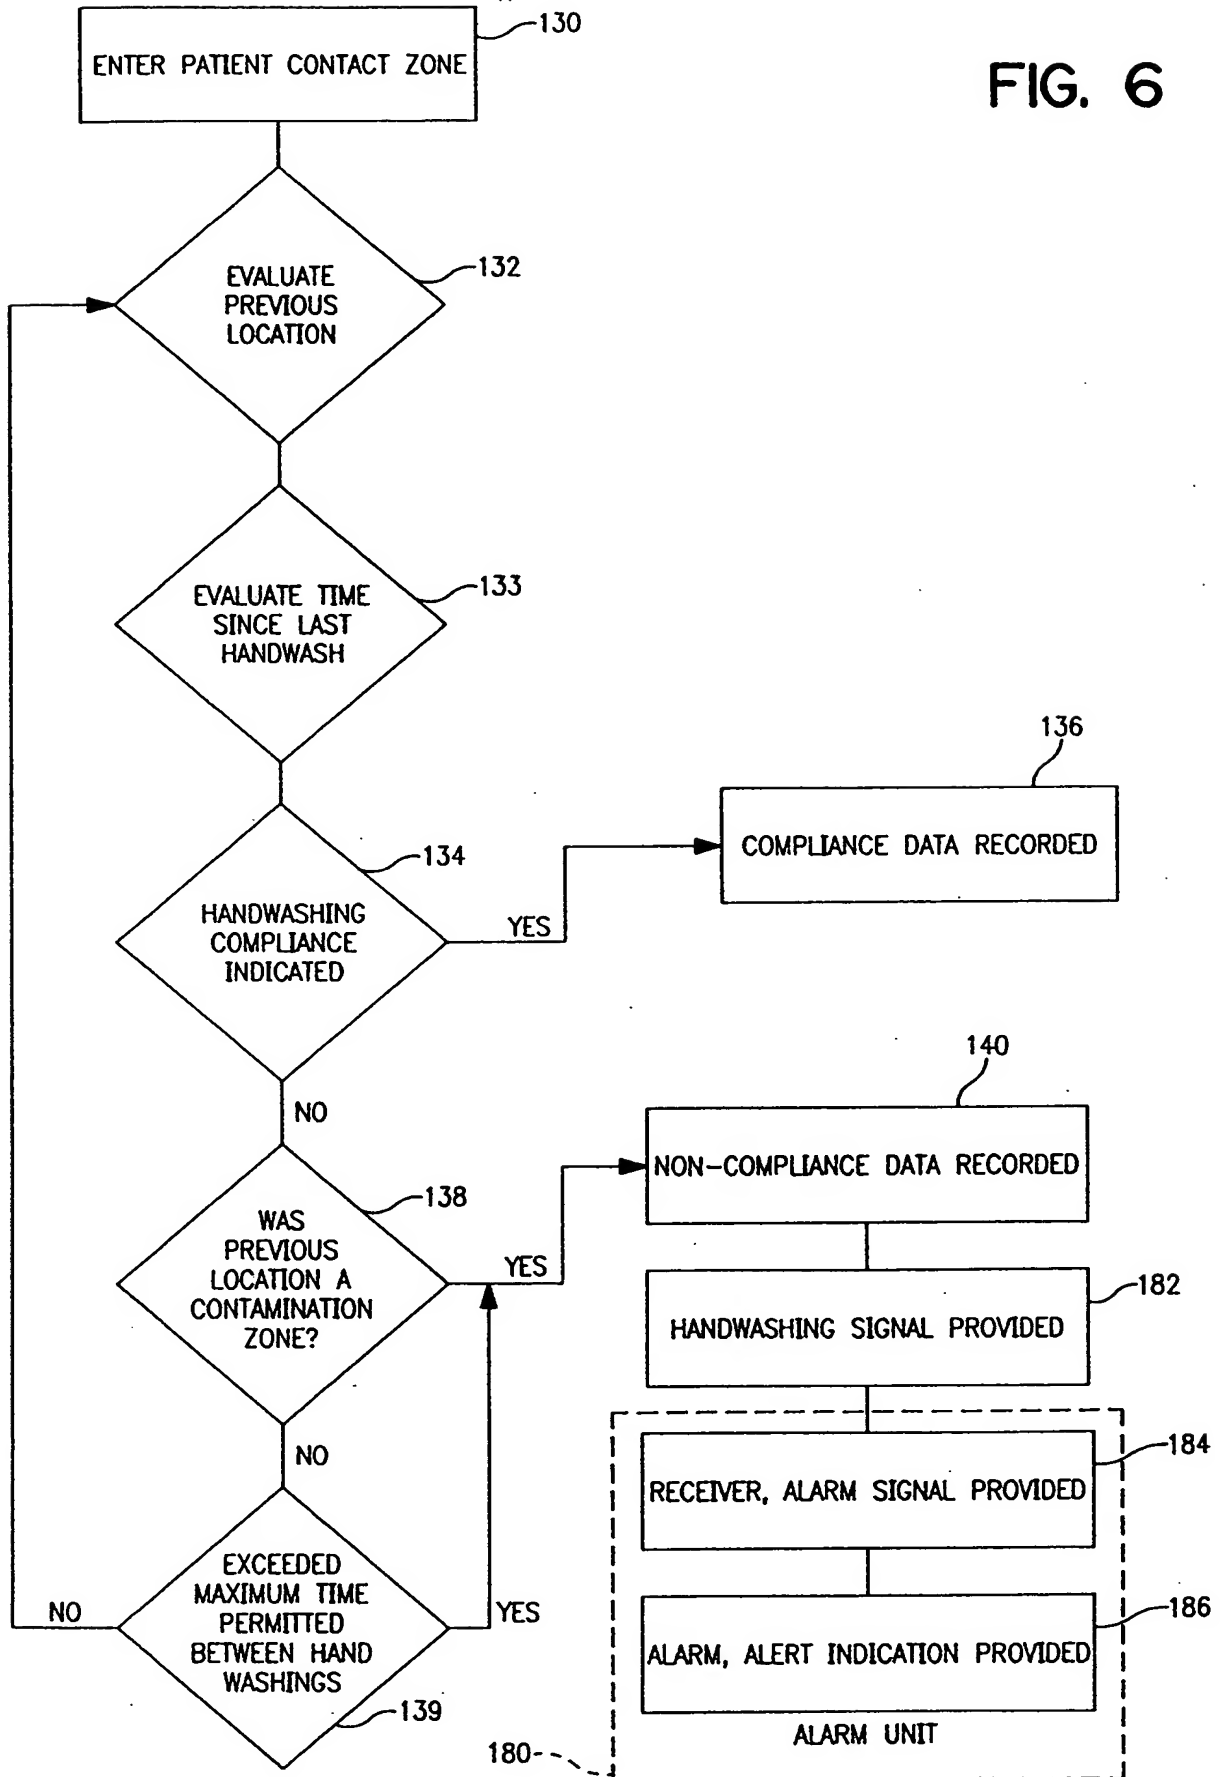 130
ENTER PATIENT CONTACT ZONE
FIG. 6
132
EVALUATE
PREVIOUS
LOCATION
133
EVALUATE TIME
SINCE LAST
HANDWASH
136
COMPLIANCE DATA RECORDED
134
HANDWASHING
COMPLIANCE
INDICATED
YES
NO
140
NON-COMPLIANCE DATA RECORDED
138
WAS
PREVIOUS
LOCATION A
CONTAMINATION
ZONE?
YES
NO
182
HANDWASHING SIGNAL PROVIDED
184
RECEIVER, ALARM SIGNAL PROVIDED
EXCEEDED
MAXIMUM TIME
PERMITTED
BETWEEN HAND
WASHINGS
NO
YES
139
186
ALARM, ALERT INDICATION PROVIDED
ALARM UNIT
180